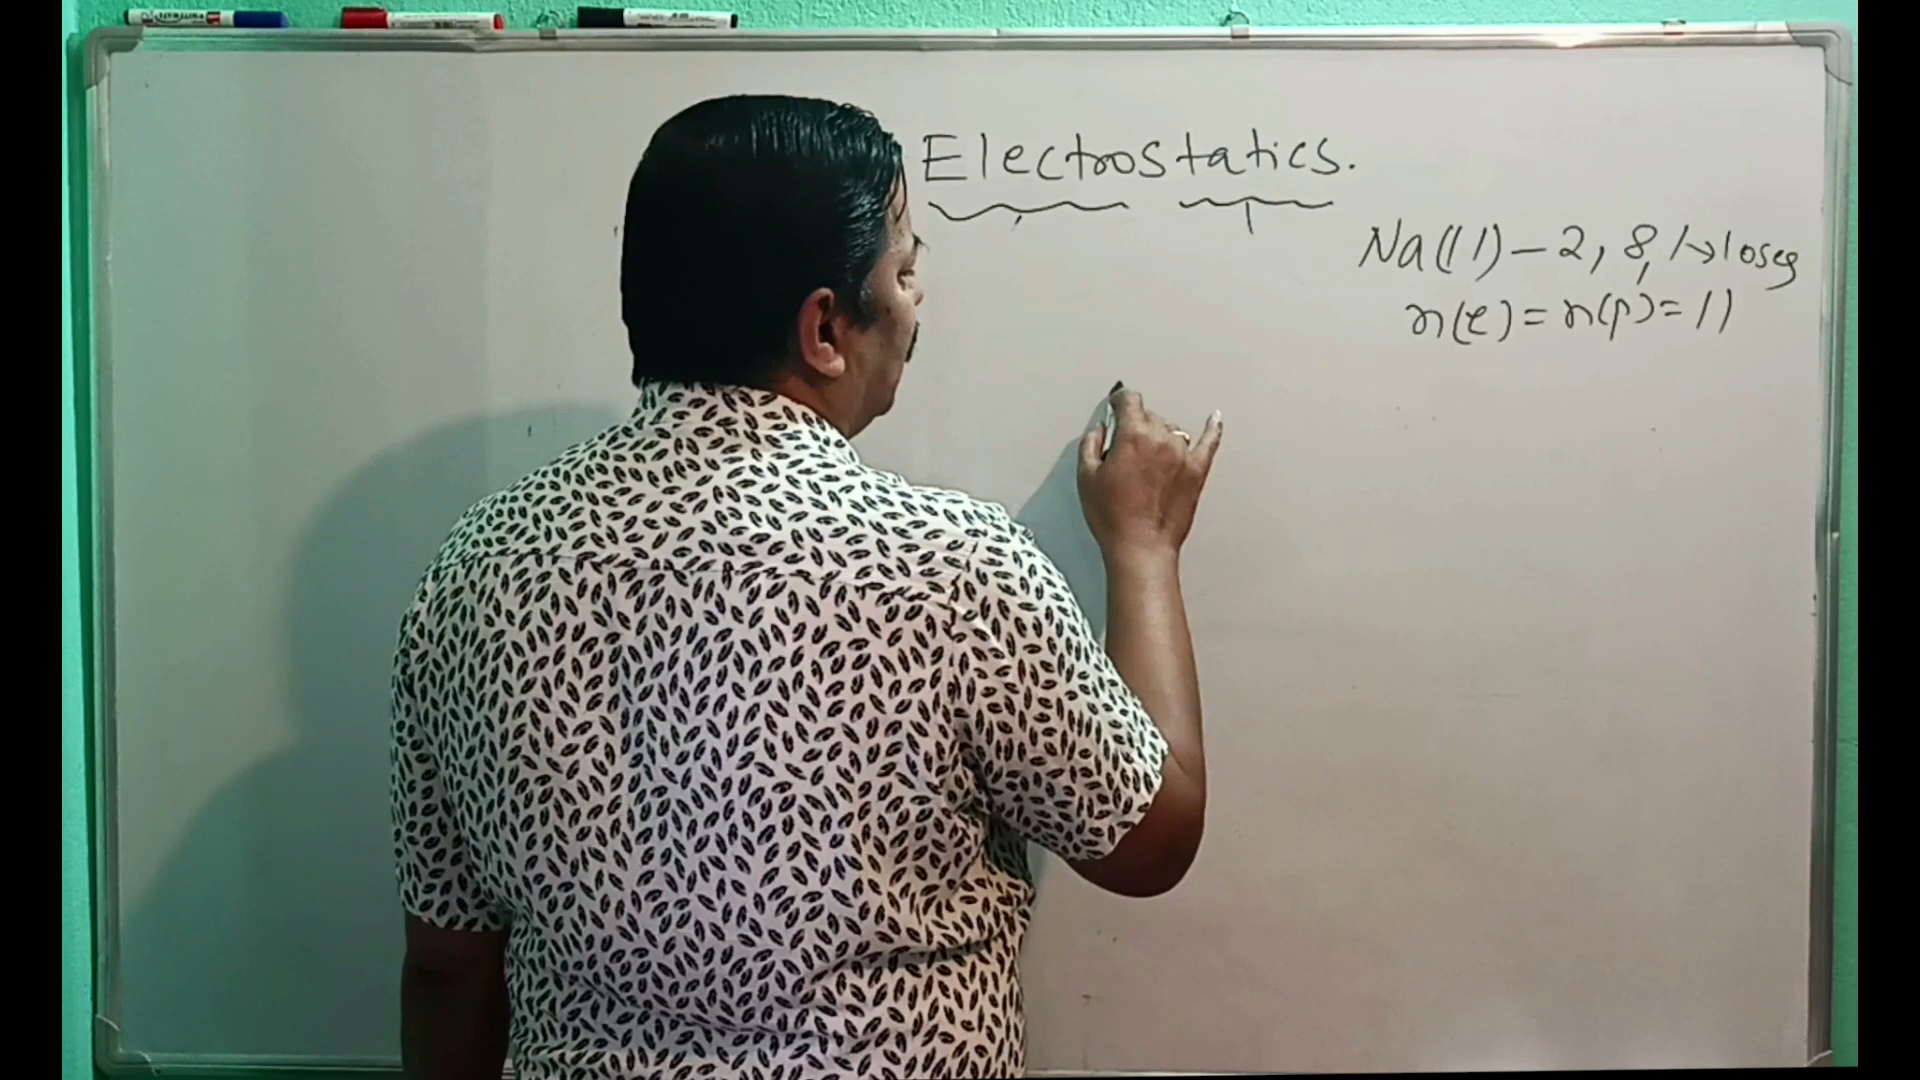 Electrostatics.
Na(11) - 2, 8, 1 → loses
n(e) = n(p) = 11